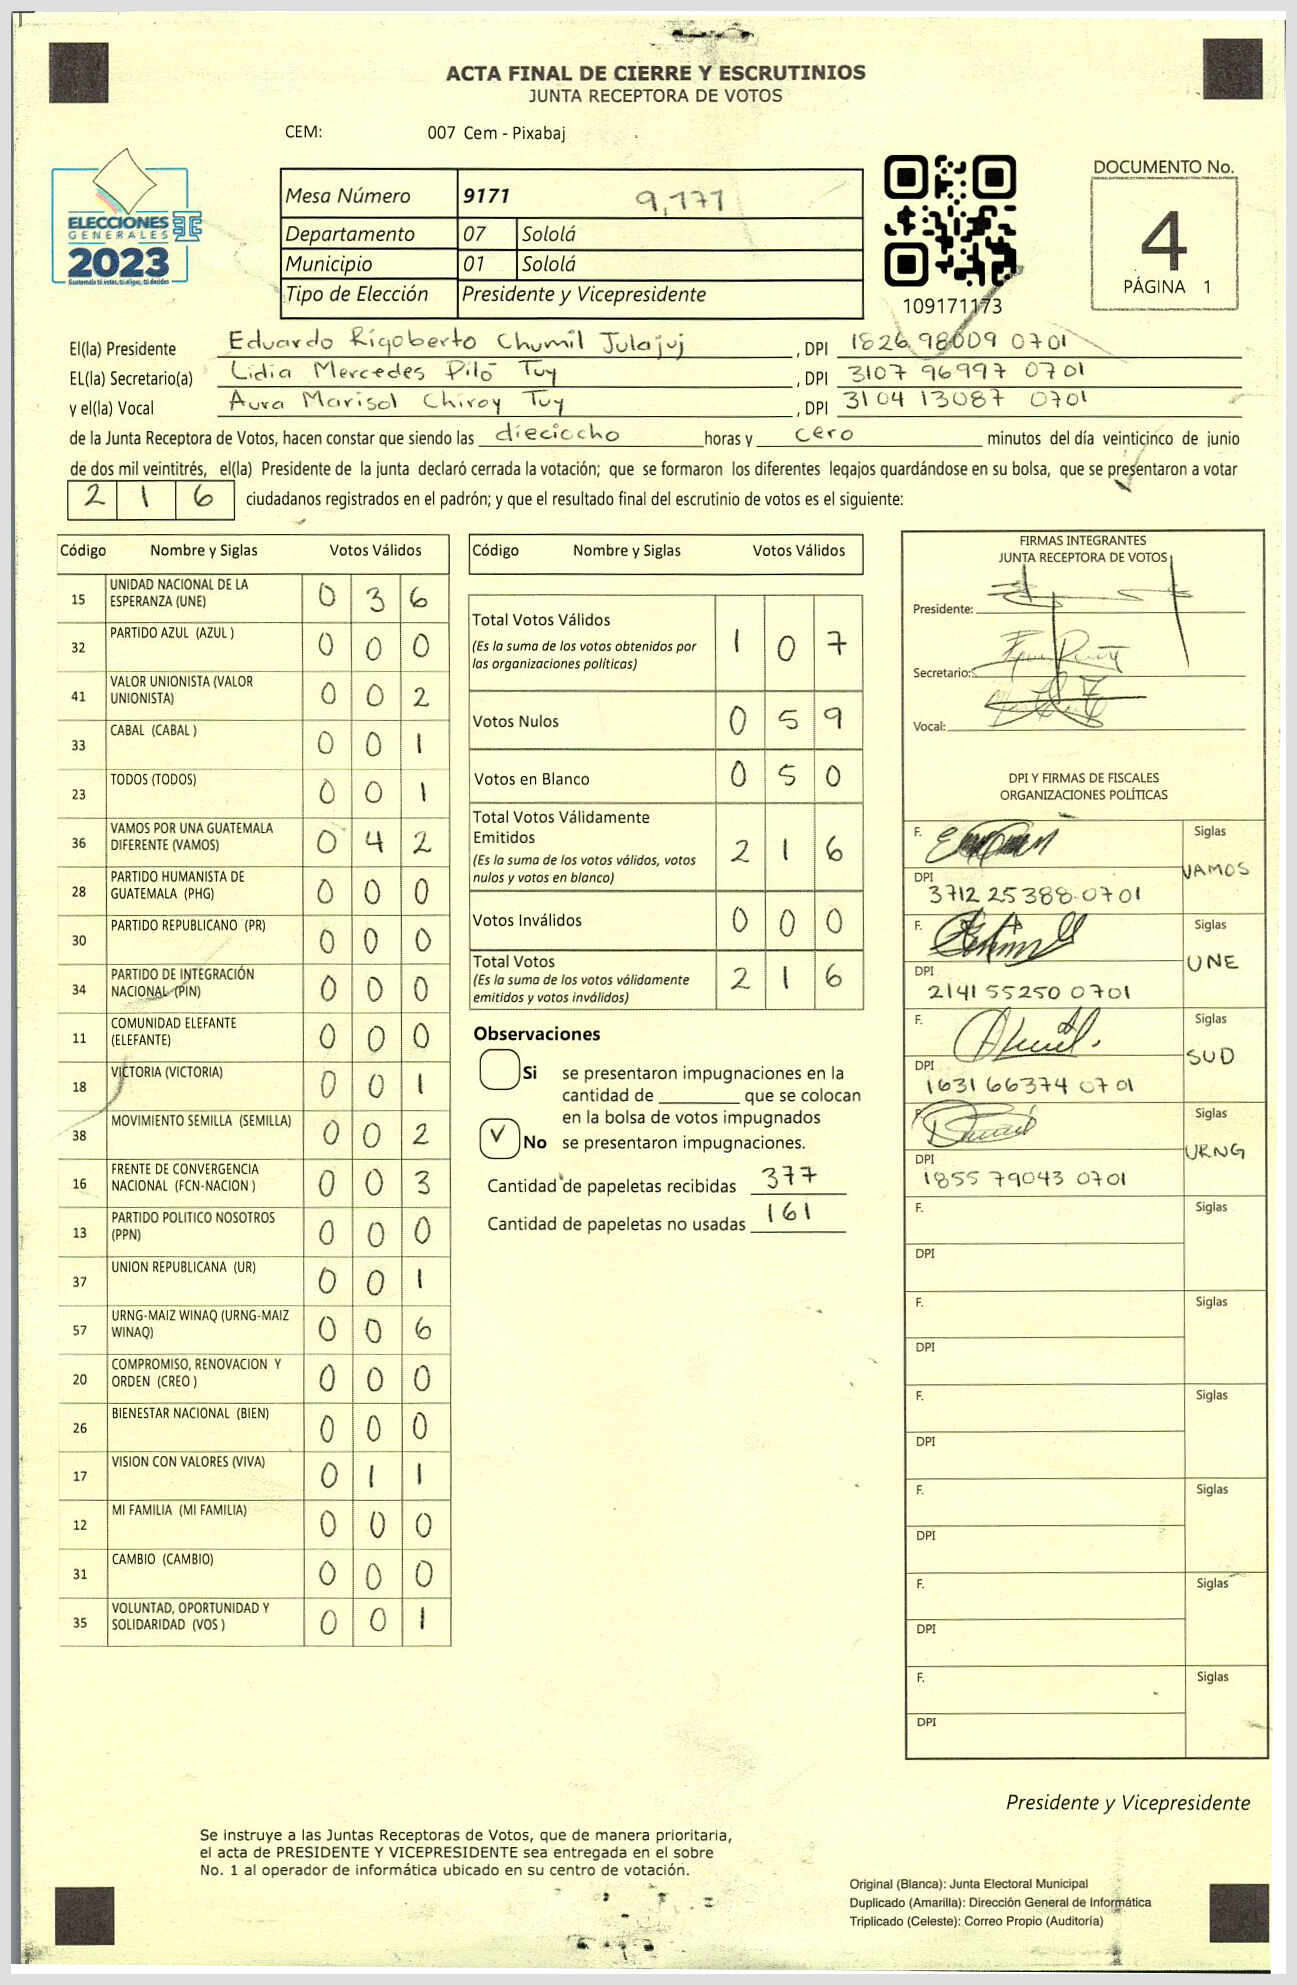 ACTA FINAL DE CIERRE Y ESCRUTINIOS
JUNTA RECEPTORA DE VOTOS
CEM: 007 Cem - Pixabaj
ELECCIONES
GENERALES
2023
Guatemala tú votas, tú eliges, tú decides
Mesa Número 9171 9,171
Departamento 07 Sololá
Municipio 01 Sololá
Tipo de Elección Presidente y Vicepresidente
109171173
DOCUMENTO No.
4
PÁGINA 1
El(la) Presidente Eduardo Rigoberto Chumil Julajuj , DPI 1826 98009 0701
EL(la) Secretario(a) Lidia Mercedes Piló Tuy , DPI 3107 96997 0701
y el(la) Vocal Aura Marisol Chiroy Tuy , DPI 3104 13087 0701
de la Junta Receptora de Votos, hacen constar que siendo las dieciocho horas y cero minutos del día veinticinco de junio
de dos mil veintitrés, el(la) Presidente de la junta declaró cerrada la votación; que se formaron los diferentes legajos guardándose en su bolsa, que se presentaron a votar
2 1 6 ciudadanos registrados en el padrón; y que el resultado final del escrutinio de votos es el siguiente:
Código Nombre y Siglas Votos Válidos
15 UNIDAD NACIONAL DE LA ESPERANZA (UNE) 0 3 6
32 PARTIDO AZUL (AZUL ) 0 0 0
41 VALOR UNIONISTA (VALOR UNIONISTA) 0 0 2
33 CABAL (CABAL ) 0 0 1
23 TODOS (TODOS) 0 0 1
36 VAMOS POR UNA GUATEMALA DIFERENTE (VAMOS) 0 4 2
28 PARTIDO HUMANISTA DE GUATEMALA (PHG) 0 0 0
30 PARTIDO REPUBLICANO (PR) 0 0 0
34 PARTIDO DE INTEGRACIÓN NACIONAL (PIN) 0 0 0
11 COMUNIDAD ELEFANTE (ELEFANTE) 0 0 0
18 VICTORIA (VICTORIA) 0 0 1
38 MOVIMIENTO SEMILLA (SEMILLA) 0 0 2
16 FRENTE DE CONVERGENCIA NACIONAL (FCN-NACION ) 0 0 3
13 PARTIDO POLITICO NOSOTROS (PPN) 0 0 0
37 UNION REPUBLICANA (UR) 0 0 1
57 URNG-MAIZ WINAQ (URNG-MAIZ WINAQ) 0 0 6
20 COMPROMISO, RENOVACION Y ORDEN (CREO ) 0 0 0
26 BIENESTAR NACIONAL (BIEN) 0 0 0
17 VISION CON VALORES (VIVA) 0 1 1
12 MI FAMILIA (MI FAMILIA) 0 0 0
31 CAMBIO (CAMBIO) 0 0 0
35 VOLUNTAD, OPORTUNIDAD Y SOLIDARIDAD (VOS ) 0 0 1
Código Nombre y Siglas Votos Válidos
Total Votos Válidos 1 0 7
(Es la suma de los votos obtenidos por
las organizaciones políticas)
Votos Nulos 0 5 9
Votos en Blanco 0 5 0
Total Votos Válidamente
Emitidos 2 1 6
(Es la suma de los votos válidos, votos
nulos y votos en blanco)
Votos Inválidos 0 0 0
Total Votos 2 1 6
(Es la suma de los votos válidamente
emitidos y votos inválidos)
Observaciones
Si se presentaron impugnaciones en la
cantidad de ________ que se colocan
en la bolsa de votos impugnados
✓ No se presentaron impugnaciones.
Cantidad de papeletas recibidas 377
Cantidad de papeletas no usadas 161
FIRMAS INTEGRANTES
JUNTA RECEPTORA DE VOTOS
Presidente:
Secretario:
Vocal:
DPI Y FIRMAS DE FISCALES
ORGANIZACIONES POLÍTICAS
F. Siglas
VAMOS
DPI
3712 25388 0701
F. Siglas
UNE
DPI
2141 55250 0701
F. Siglas
SUD
DPI
1631 66374 0701
F. Siglas
URNG
DPI
1855 79043 0701
F. Siglas
DPI
F. Siglas
DPI
F. Siglas
DPI
F. Siglas
DPI
F. Siglas
DPI
F. Siglas
DPI
Presidente y Vicepresidente
Se instruye a las Juntas Receptoras de Votos, que de manera prioritaria,
el acta de PRESIDENTE Y VICEPRESIDENTE sea entregada en el sobre
No. 1 al operador de informática ubicado en su centro de votación.
Original (Blanca): Junta Electoral Municipal
Duplicado (Amarilla): Dirección General de Informática
Triplicado (Celeste): Correo Propio (Auditoría)